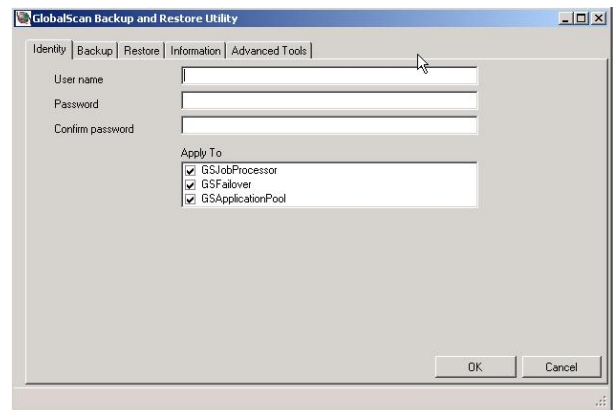 GlobalScan Backup and Restore Utility
Identity Backup Restore Information Advanced Tools
User name
Password
Confirm password
Apply To
GSJobProcessor
GSFailover
GSApplicationPool
OK Cancel